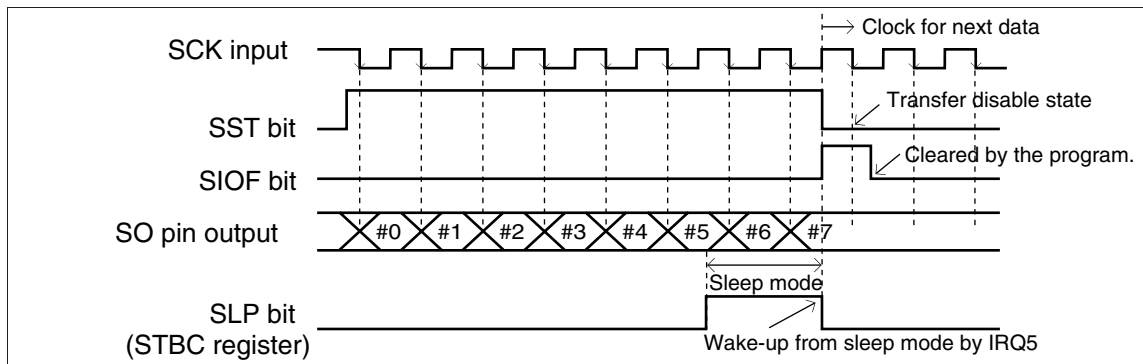 SCK input
Clock for next data
SST bit
Transfer disable state
SIOF bit
Cleared by the program.
SO pin output
#0 #1 #2 #3 #4 #5 #6 #7
Sleep mode
SLP bit
(STBC register)
Wake-up from sleep mode by IRQ5